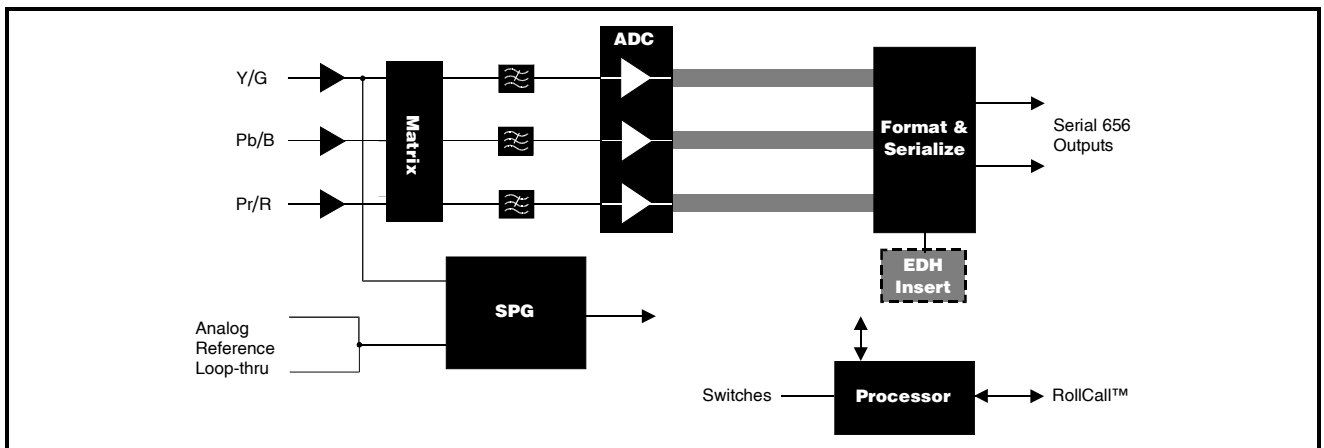 ADC
Y/G
Pb/B
Pr/R
Matrix
Format &
Serialize
Serial 656
Outputs
EDH
Insert
SPG
Analog
Reference
Loop-thru
Switches
Processor
RollCall™